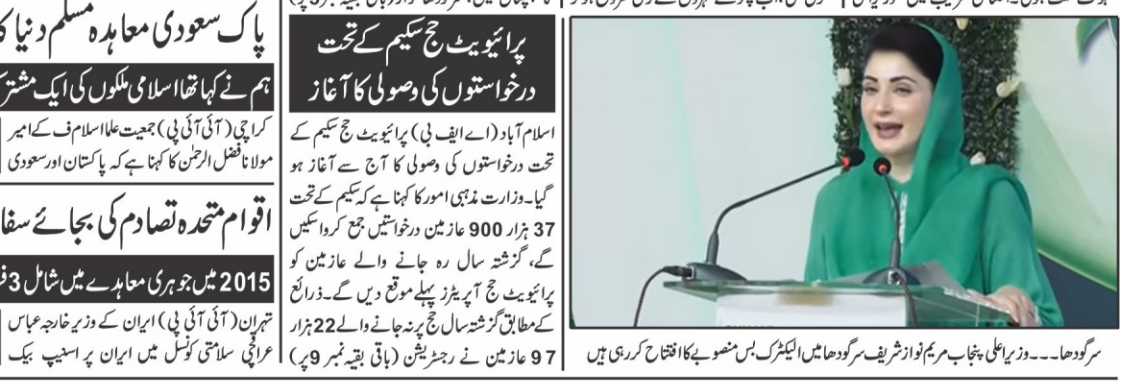 پاک سعودی معاہدہ مسلم دنیا کا
ہم نے کہا تھا اسلامی ملکوں کی ایک مشترکہ
کراچی (آئی آئی پی) جمعیت علما اسلام ف کے امیر
مولانا فضل الرحمٰن کا کہنا ہے کہ پاکستان اور سعودی
اقوام متحدہ تصادم کی بجائے
2015 میں جوہری معاہدے میں شامل 3
تہران (آئی آئی پی) ایران کے وزیر خارجہ عباس
عراقچی سلامتی کونسل میں ایران پر اسنیپ بیک
پرائیویٹ حج سکیم کے تحت
درخواستوں کی وصولی کا آغاز
اسلام آباد (اے ایف بی) پرائیویٹ حج سکیم کے
تحت درخواستوں کی وصولی کا آج سے آغاز ہو
گیا۔ وزارت مذہبی امور کا کہنا ہے کہ سکیم کے تحت
37 ہزار 900 عازمین درخواستیں جمع کرواسکیں
گے، گزشتہ سال رہ جانے والے عازمین کو
پرائیویٹ حج آپریٹرز پہلے موقع دیں گے۔ ذرائع
کے مطابق گزشتہ سال حج پر نہ جانے والے 22 ہزار
97 عازمین نے رجسٹریشن (باقی بقیہ نمبر 9 پر)
سرگودھا۔۔۔ وزیراعلی پنجاب مریم نواز شریف سرگودھا میں الیکٹرک بس منصوبے کا افتتاح کررہی ہیں